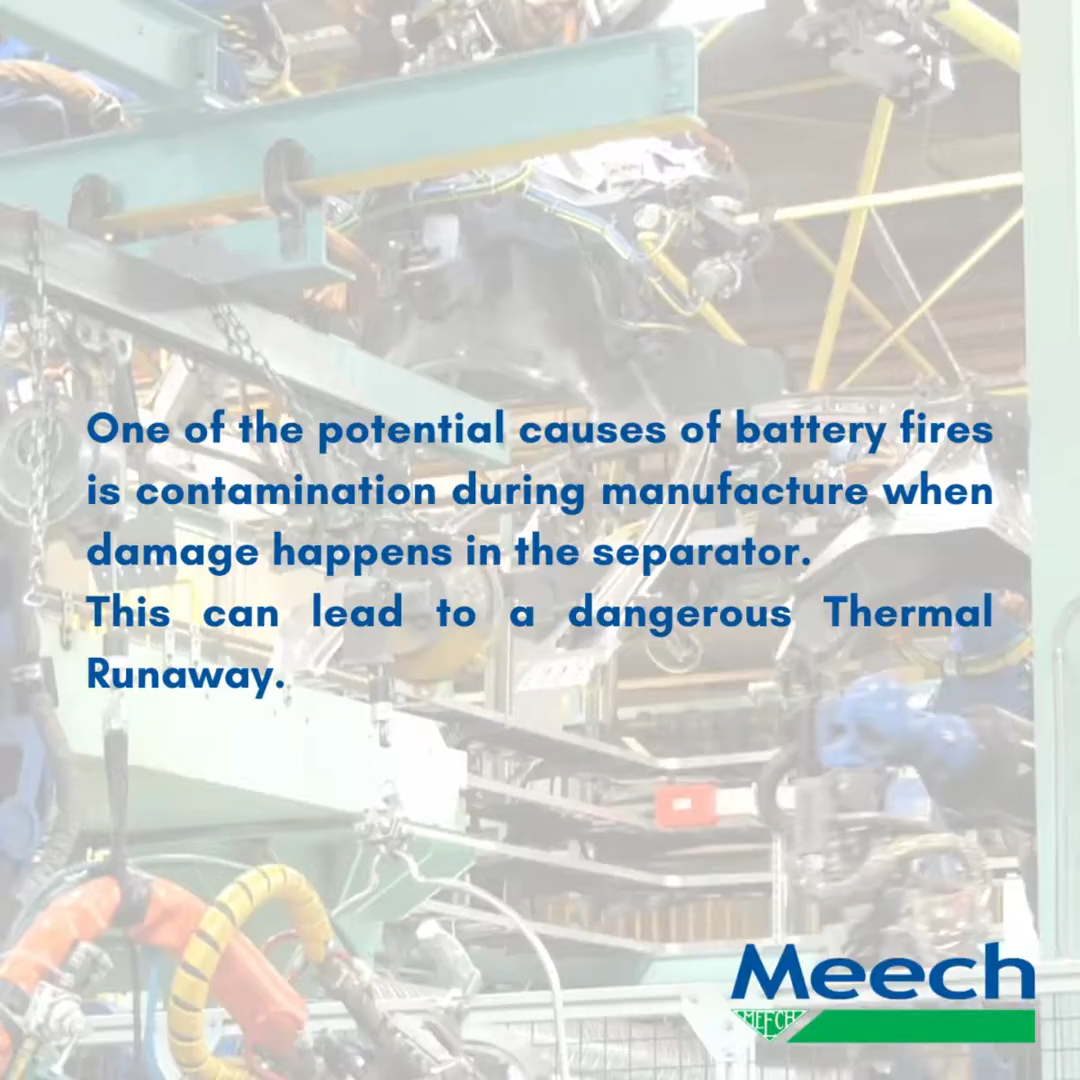 One of the potential causes of battery fires
is contamination during manufacture when
damage happens in the separator.
This can lead to a dangerous Thermal
Runaway.
Meech
MEECH